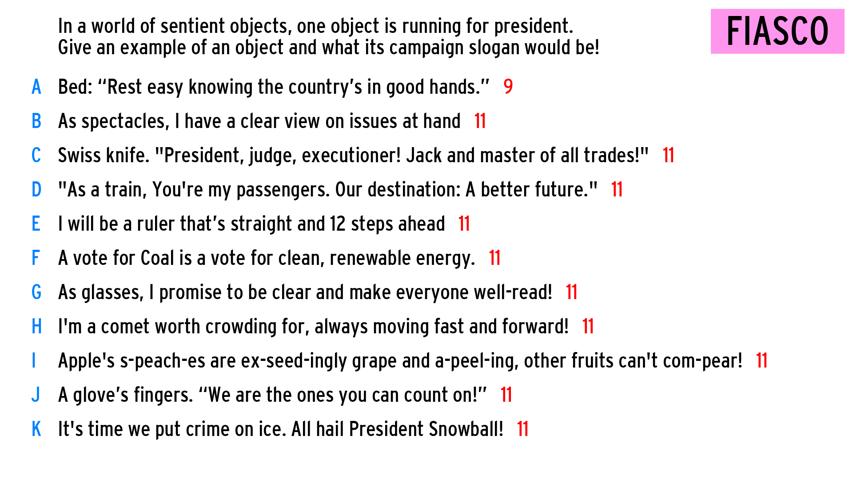 In a world of sentient objects, one object is running for president.
Give an example of an object and what its campaign slogan would be!
FIASCO
A Bed: “Rest easy knowing the country’s in good hands.” 9
B As spectacles, I have a clear view on issues at hand 11
C Swiss knife. "President, judge, executioner! Jack and master of all trades!" 11
D "As a train, You're my passengers. Our destination: A better future." 11
E I will be a ruler that’s straight and 12 steps ahead 11
F A vote for Coal is a vote for clean, renewable energy. 11
G As glasses, I promise to be clear and make everyone well-read! 11
H I'm a comet worth crowding for, always moving fast and forward! 11
I Apple's s-peach-es are ex-seed-ingly grape and a-peel-ing, other fruits can't com-pear! 11
J A glove’s fingers. “We are the ones you can count on!” 11
K It's time we put crime on ice. All hail President Snowball! 11